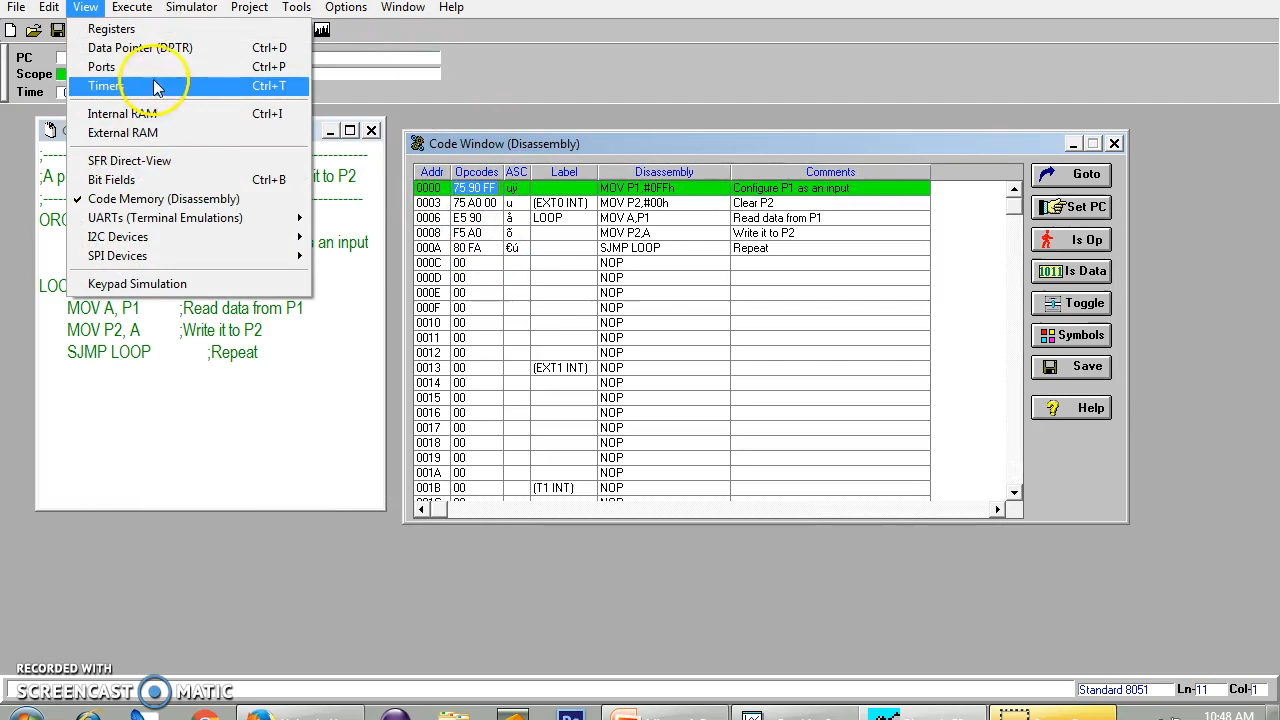 File Edit View Execute Simulator Project Tools Options Window Help
PC
Scope
Time
Registers
Data Pointer (DPTR) Ctrl+D
Ports Ctrl+P
Timers Ctrl+T
Internal RAM Ctrl+I
External RAM
SFR Direct-View
Bit Fields Ctrl+B
Code Memory (Disassembly)
UARTs (Terminal Emulations)
I2C Devices
SPI Devices
Keypad Simulation
;A p it to P2
ORG
as an input
LOO
MOV A, P1 ;Read data from P1
MOV P2, A ;Write it to P2
SJMP LOOP ;Repeat
Code Window (Disassembly)
Addr Opcodes ASC Label Disassembly Comments
0000 75 90 FF uÿ MOV P1,#0FFh Configure P1 as an input
0003 75 A0 00 u (EXT0 INT) MOV P2,#00h Clear P2
0006 E5 90 å LOOP MOV A,P1 Read data from P1
0008 F5 A0 õ MOV P2,A Write it to P2
000A 80 FA €ú SJMP LOOP Repeat
000C 00 NOP
000D 00 NOP
000E 00 NOP
000F 00 NOP
0010 00 NOP
0011 00 NOP
0012 00 NOP
0013 00 (EXT1 INT) NOP
0014 00 NOP
0015 00 NOP
0016 00 NOP
0017 00 NOP
0018 00 NOP
0019 00 NOP
001A 00 NOP
001B 00 (T1 INT) NOP
001C 00 NOP
Goto
Set PC
Is Op
1011 Is Data
Toggle
Symbols
Save
Help
RECORDED WITH
SCREENCAST MATIC
Standard 8051 Ln-11 Col-1
10:48 AM